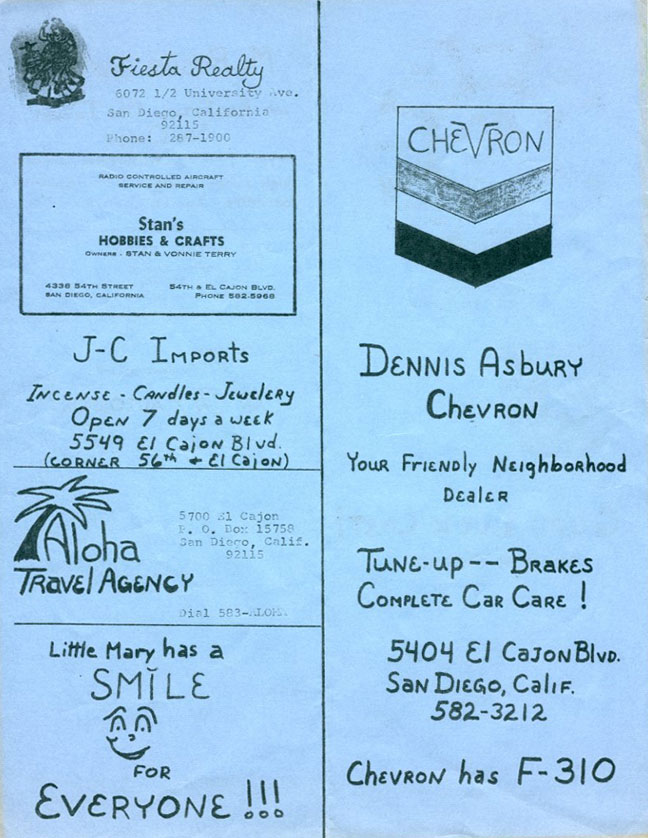 Fiesta Realty
6072 1/2 University Ave.
San Diego, California
92115
Phone: 287-1900
RADIO CONTROLLED AIRCRAFT
SERVICE AND REPAIR
Stan's
HOBBIES & CRAFTS
OWNERS - STAN & VONNIE TERRY
4338 54TH STREET
SAN DIEGO, CALIFORNIA
54TH & EL CAJON BLVD.
PHONE 582-5968
J-C IMPORTS
INCENSE - CANDLES - JEWELERY
OPEN 7 days a week
5549 El Cajon Blvd.
(CORNER 56th + El Cajon)
Aloha
TRAVEL AGENCY
5700 El Cajon
P. O. Box 15758
San Diego, Calif.
92115
Dial 583-ALOHA
Little Mary has a
SMILE
FOR
EVERYONE !!!
CHEVRON
DENNIS ASBURY
CHEVRON
YOUR FRIENDLY NEIGHBORHOOD
DEALER
TUNE-UP -- BRAKES
COMPLETE CAR CARE !
5404 El CAJON BLVD.
SAN DIEGO, CALIF.
582-3212
CHEVRON has F-310